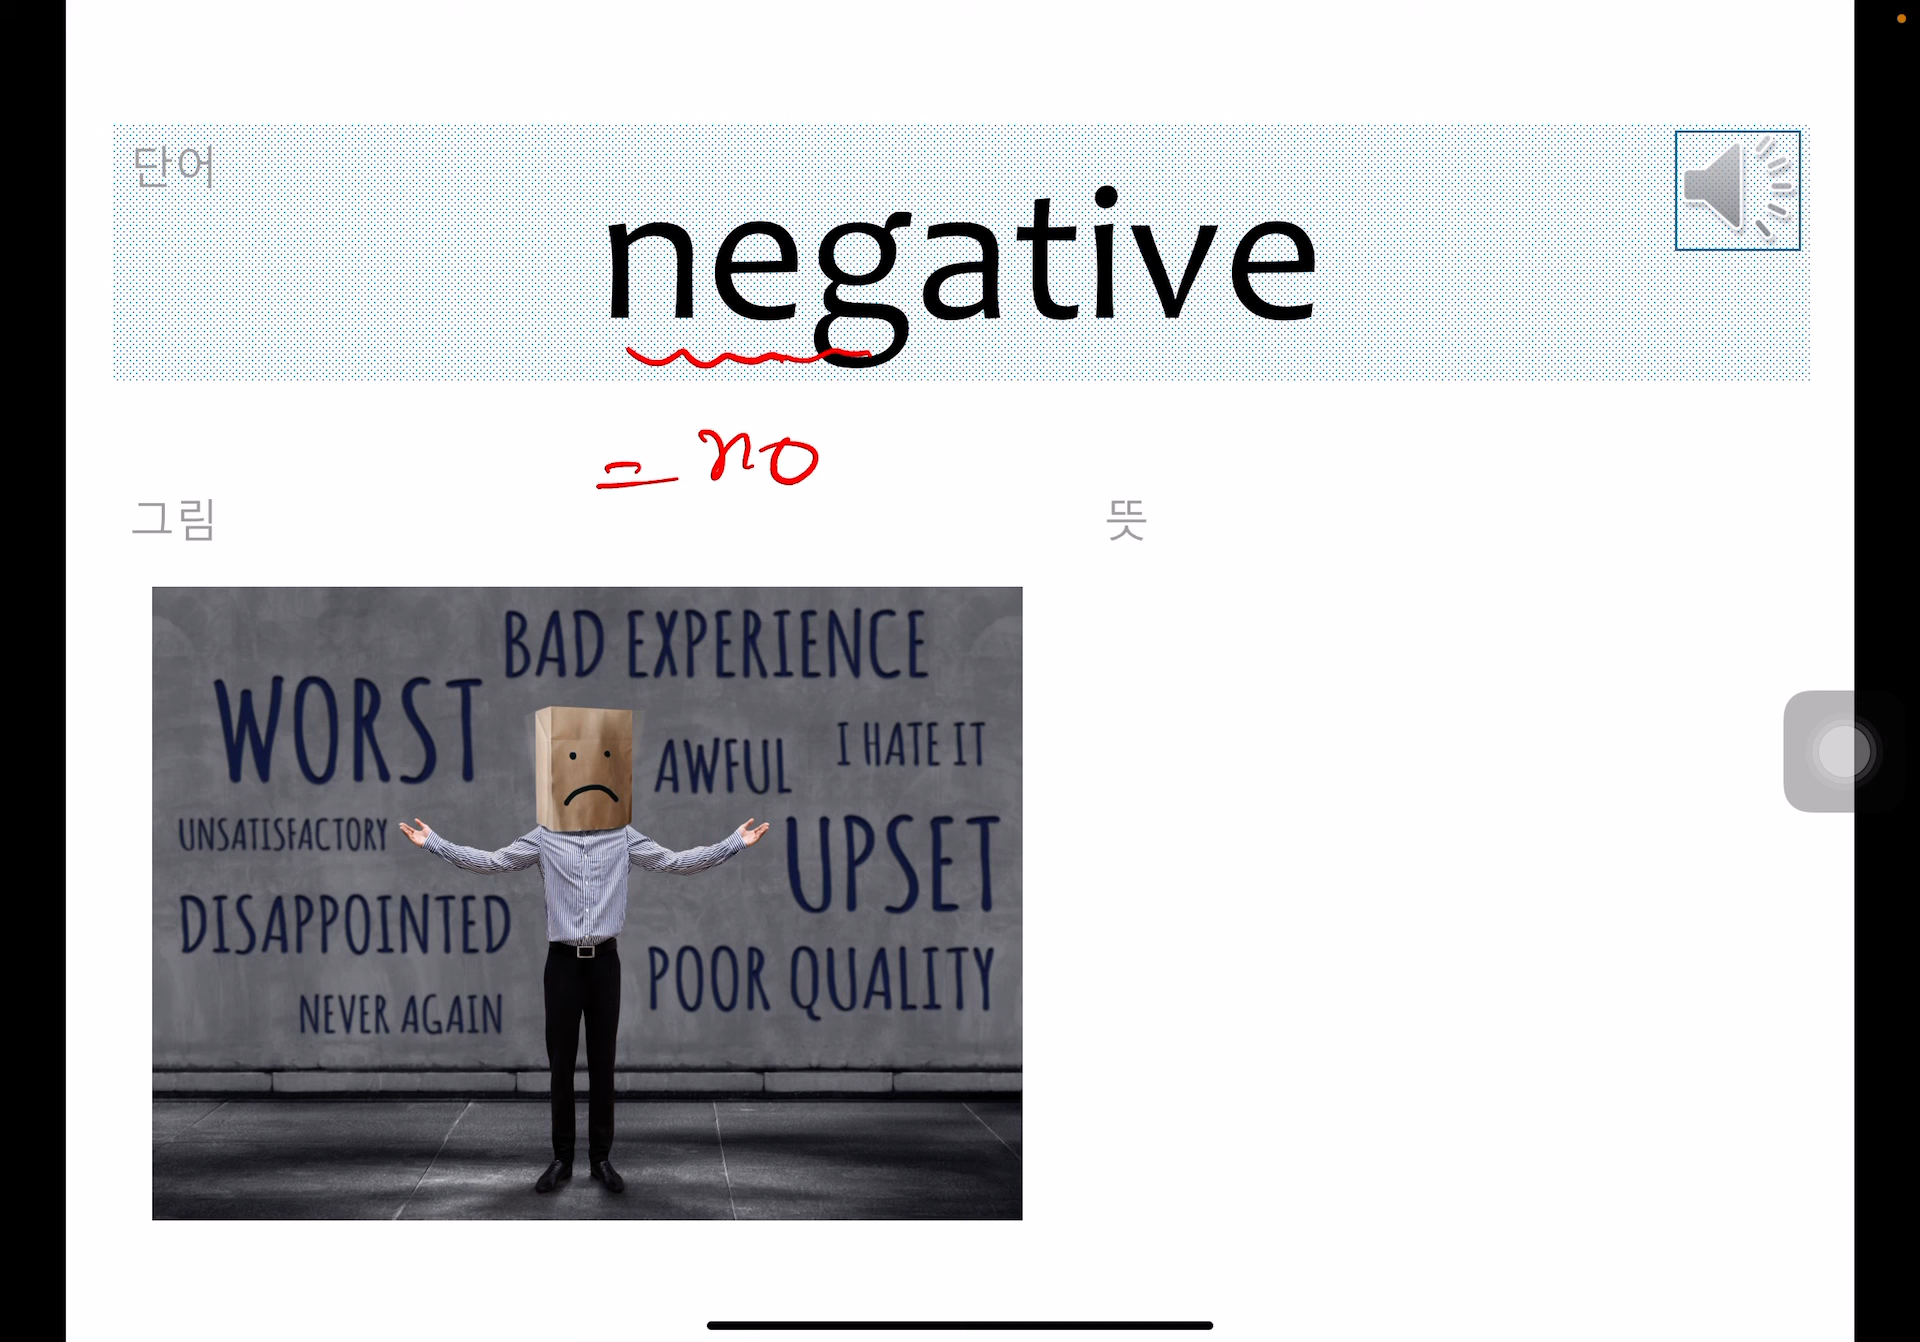 단어
negative
= no
그림
뜻
BAD EXPERIENCE
WORST
I HATE IT
AWFUL
UNSATISFACTORY
UPSET
DISAPPOINTED
POOR QUALITY
NEVER AGAIN